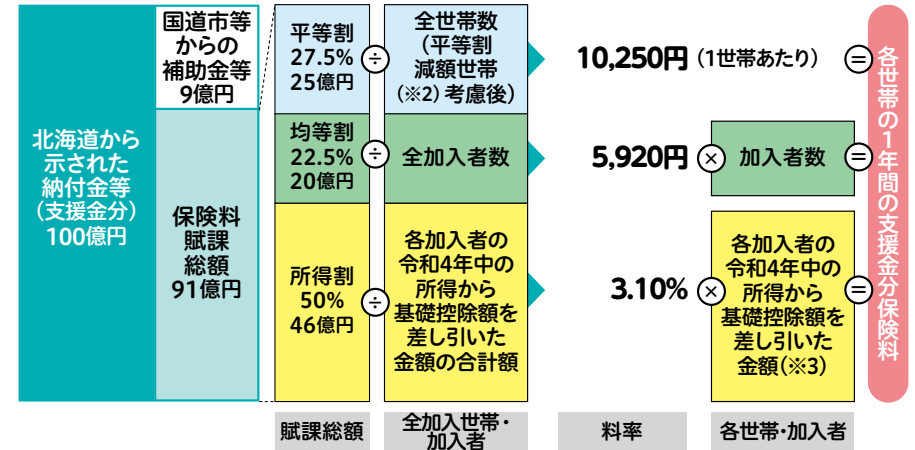 北海道から
示された
納付金等
（支援金分）
100億円
国道市等
からの
補助金等
9億円
保険料
賦課
総額
91億円
平等割
27.5%
25億円
÷
全世帯数
（平等割
減額世帯
（※2）考慮後）
10,250円（1世帯あたり）
=
均等割
22.5%
20億円
÷
全加入者数
5,920円
×
加入者数
=
所得割
50%
46億円
÷
各加入者の
令和4年中の
所得から
基礎控除額を
差し引いた
金額の合計額
3.10%
×
各加入者の
令和4年中の
所得から
基礎控除額を
差し引いた
金額（※3）
=
各世帯の1年間の支援金分保険料
賦課総額
全加入世帯・
加入者
料率
各世帯・加入者